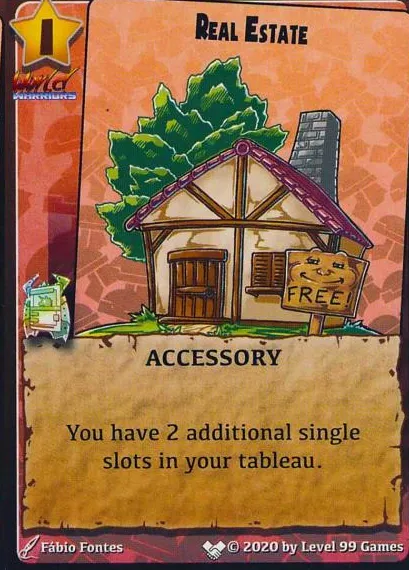 1
REAL ESTATE
Wild
WARRIORS
FREE!
ACCESSORY
You have 2 additional single
slots in your tableau.
Fábio Fontes
© 2020 by Level 99 Games